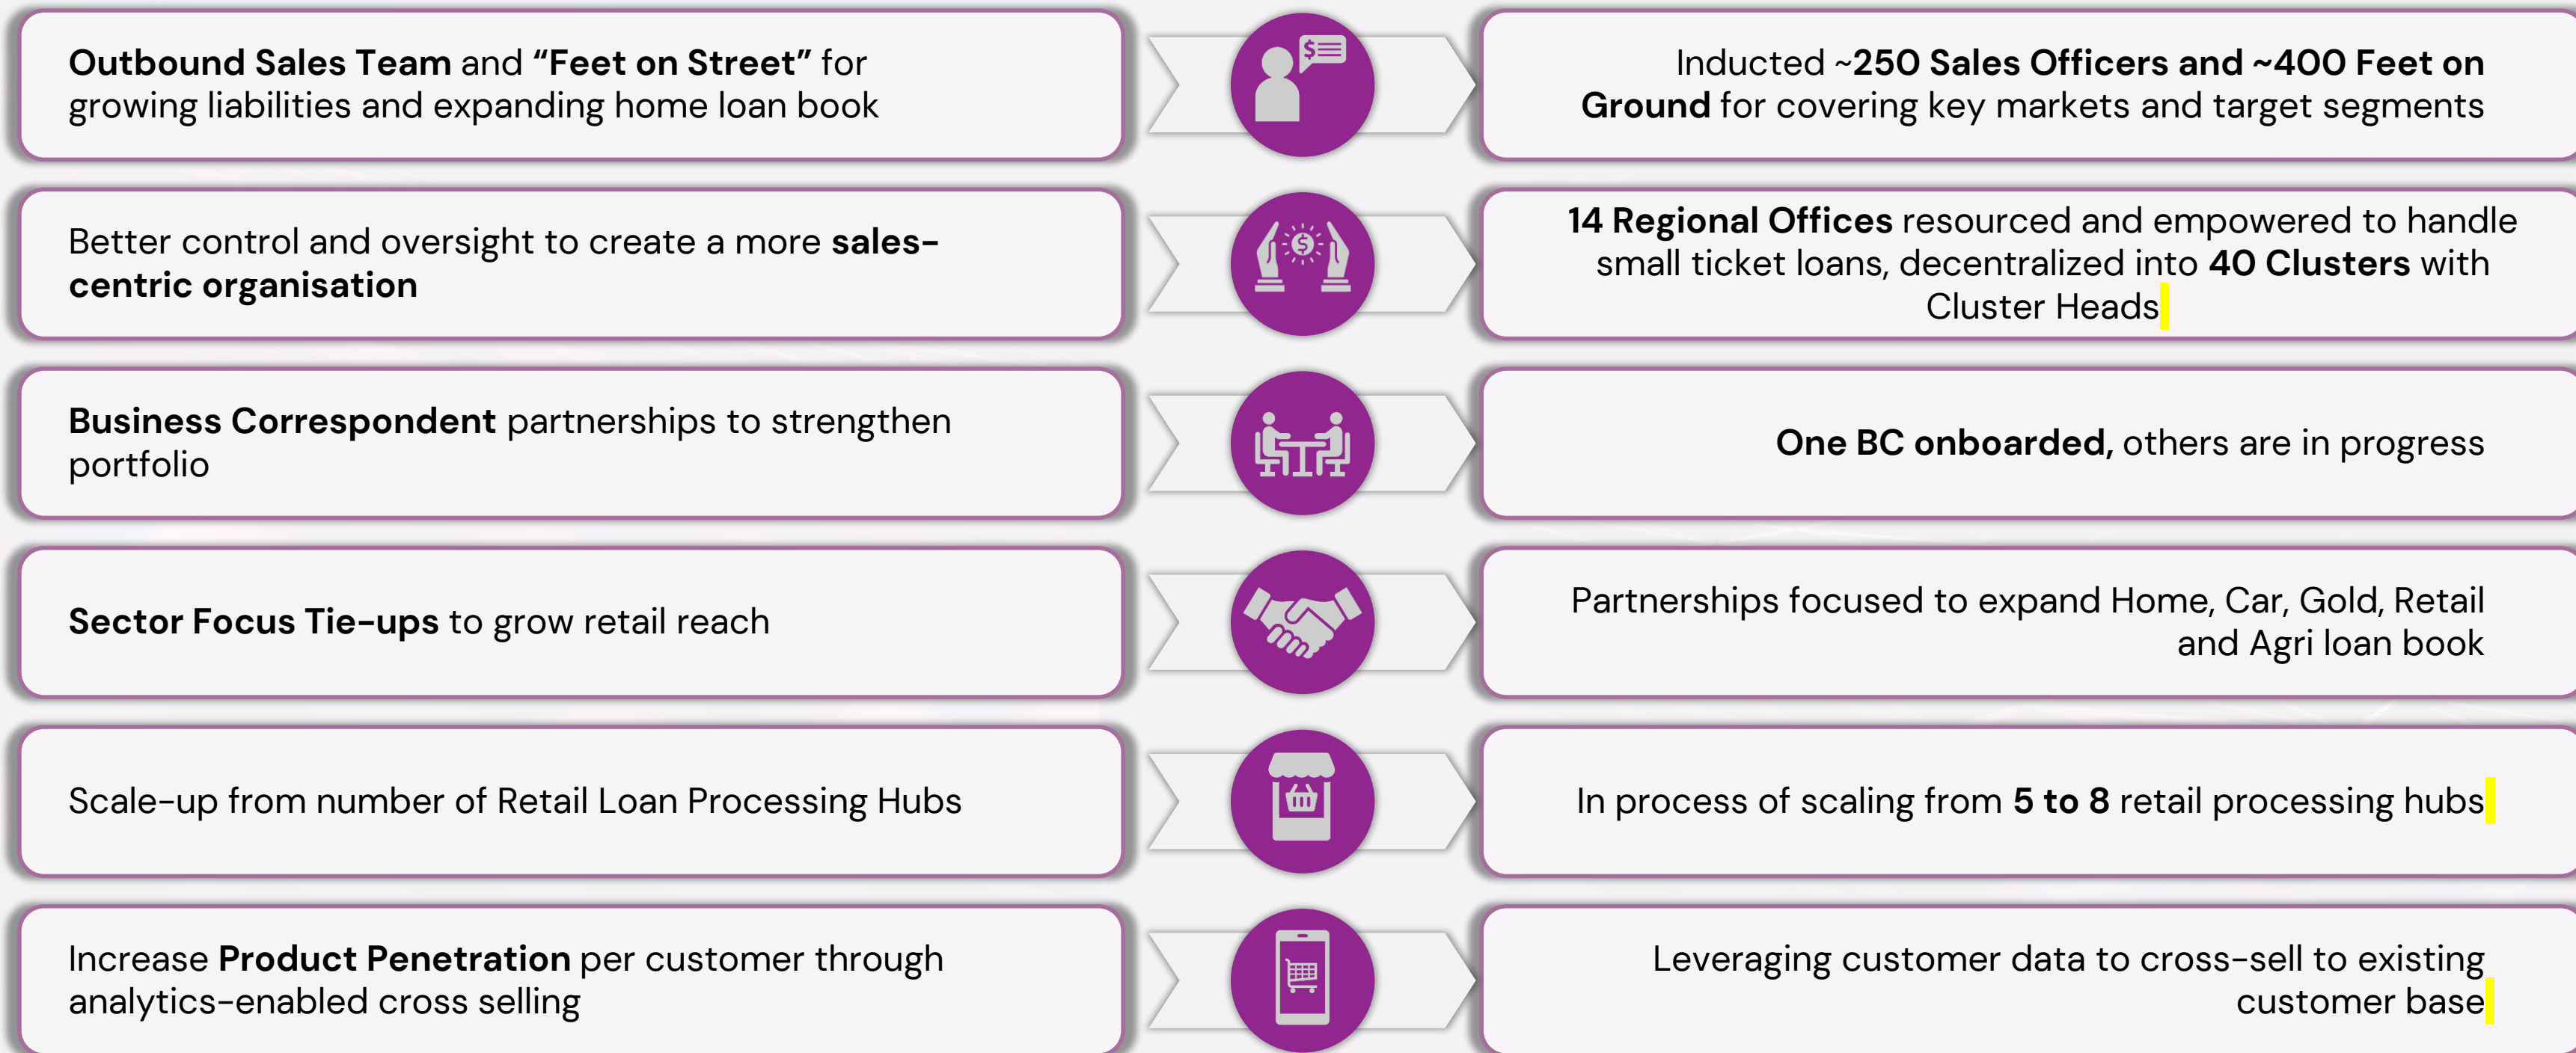 Outbound Sales Team and “Feet on Street” for
growing liabilities and expanding home loan book
Inducted ~250 Sales Officers and ~400 Feet on
Ground for covering key markets and target segments
Better control and oversight to create a more sales-
centric organisation
14 Regional Offices resourced and empowered to handle
small ticket loans, decentralized into 40 Clusters with
Cluster Heads
Business Correspondent partnerships to strengthen
portfolio
One BC onboarded, others are in progress
Sector Focus Tie-ups to grow retail reach
Partnerships focused to expand Home, Car, Gold, Retail
and Agri loan book
Scale-up from number of Retail Loan Processing Hubs
In process of scaling from 5 to 8 retail processing hubs
Increase Product Penetration per customer through
analytics-enabled cross selling
Leveraging customer data to cross-sell to existing
customer base